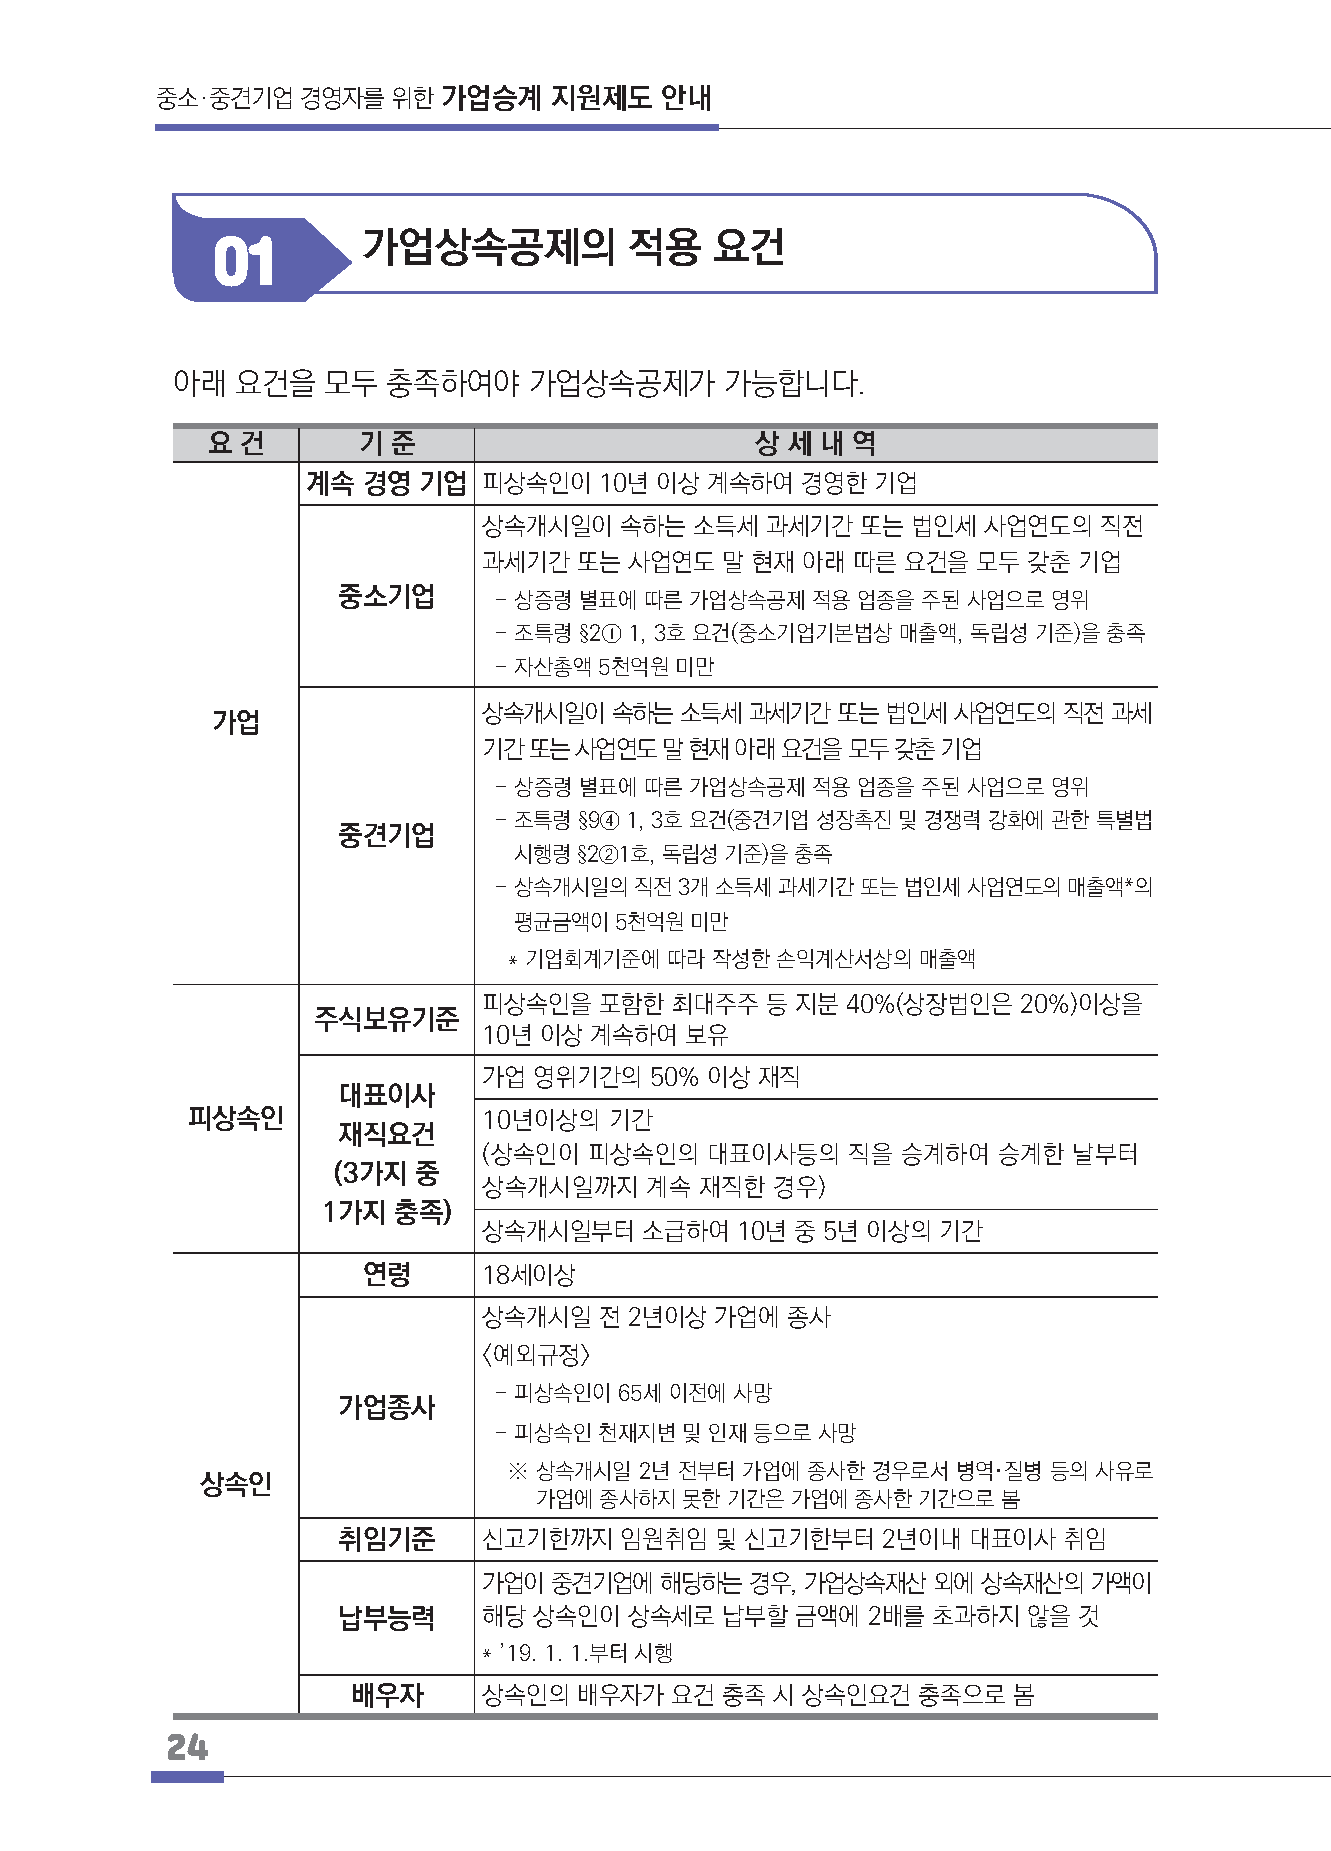 중소·중견기업 경영자를 위한 가업승계 지원제도 안내
01 가업상속공제의 적용 요건
아래 요건을 모두 충족하여야 가업상속공제가 가능합니다.
요 건 기 준 상 세 내 역
가업
계속 경영 기업 피상속인이 10년 이상 계속하여 경영한 기업
중소기업
상속개시일이 속하는 소득세 과세기간 또는 법인세 사업연도의 직전
과세기간 또는 사업연도 말 현재 아래 따른 요건을 모두 갖춘 기업
- 상증령 별표에 따른 가업상속공제 적용 업종을 주된 사업으로 영위
- 조특령 §2① 1, 3호 요건(중소기업기본법상 매출액, 독립성 기준)을 충족
- 자산총액 5천억원 미만
중견기업
상속개시일이 속하는 소득세 과세기간 또는 법인세 사업연도의 직전 과세
기간 또는 사업연도 말 현재 아래 요건을 모두 갖춘 기업
- 상증령 별표에 따른 가업상속공제 적용 업종을 주된 사업으로 영위
- 조특령 §9④ 1, 3호 요건(중견기업 성장촉진 및 경쟁력 강화에 관한 특별법
시행령 §2②1호, 독립성 기준)을 충족
- 상속개시일의 직전 3개 소득세 과세기간 또는 법인세 사업연도의 매출액*의
평균금액이 5천억원 미만
* 기업회계기준에 따라 작성한 손익계산서상의 매출액
피상속인
주식보유기준
피상속인을 포함한 최대주주 등 지분 40%(상장법인은 20%)이상을
10년 이상 계속하여 보유
대표이사
재직요건
(3가지 중
1가지 충족)
가업 영위기간의 50% 이상 재직
10년이상의 기간
(상속인이 피상속인의 대표이사등의 직을 승계하여 승계한 날부터
상속개시일까지 계속 재직한 경우)
상속개시일부터 소급하여 10년 중 5년 이상의 기간
상속인
연령 18세이상
가업종사
상속개시일 전 2년이상 가업에 종사
<예외규정>
- 피상속인이 65세 이전에 사망
- 피상속인 천재지변 및 인재 등으로 사망
※ 상속개시일 2년 전부터 가업에 종사한 경우로서 병역·질병 등의 사유로
가업에 종사하지 못한 기간은 가업에 종사한 기간으로 봄
취임기준 신고기한까지 임원취임 및 신고기한부터 2년이내 대표이사 취임
납부능력
가업이 중견기업에 해당하는 경우, 가업상속재산 외에 상속재산의 가액이
해당 상속인이 상속세로 납부할 금액에 2배를 초과하지 않을 것
* ’19. 1. 1.부터 시행
배우자 상속인의 배우자가 요건 충족 시 상속인요건 충족으로 봄
24